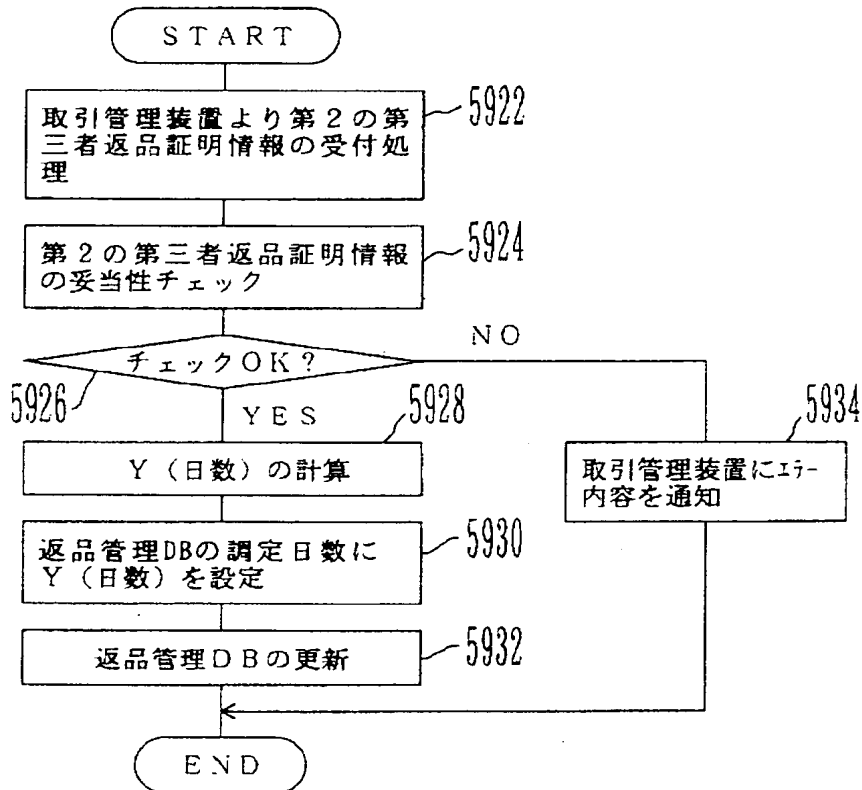 START
取引管理装置より第2の第
三者返品証明情報の受付処
理
5922
第2の第三者返品証明情報
の妥当性チェック
5924
チェックOK?
NO
5926
YES
5928
Y(日数)の計算
5934
取引管理装置にエラー
内容を通知
返品管理DBの調定日数に
Y(日数)を設定
5930
返品管理DBの更新
5932
END